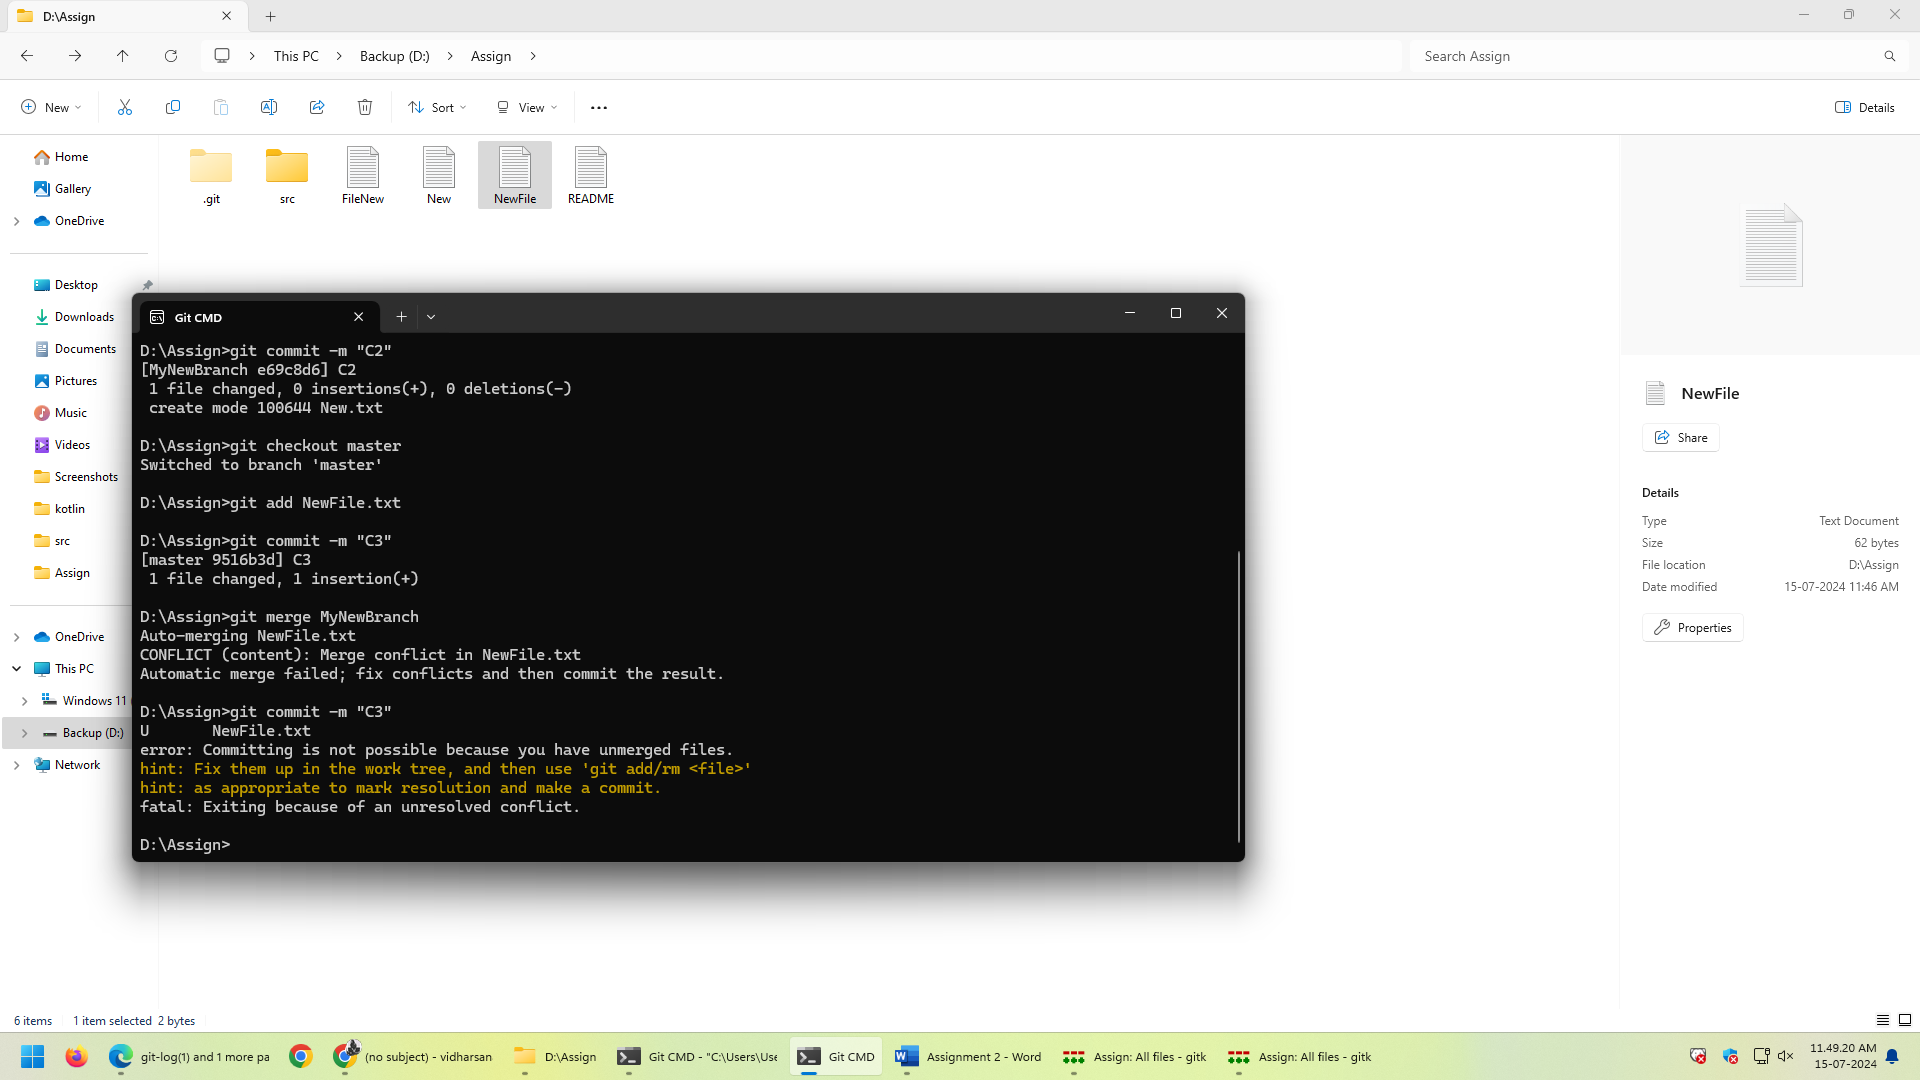 D:\Assign
This PC
Backup (D:)
Assign
Search Assign
New
Sort
View
Details
Home
Gallery
OneDrive
Desktop
Downloads
Documents
Pictures
Music
Videos
Screenshots
kotlin
src
Assign
OneDrive
This PC
Windows 11
Backup (D:)
Network
.git
src
FileNew
New
NewFile
README
Git CMD
D:\Assign>git commit -m "C2"
[MyNewBranch e69c8d6] C2
1 file changed, 0 insertions(+), 0 deletions(-)
create mode 100644 New.txt
D:\Assign>git checkout master
Switched to branch 'master'
D:\Assign>git add NewFile.txt
D:\Assign>git commit -m "C3"
[master 9516b3d] C3
1 file changed, 1 insertion(+)
D:\Assign>git merge MyNewBranch
Auto-merging NewFile.txt
CONFLICT (content): Merge conflict in NewFile.txt
Automatic merge failed; fix conflicts and then commit the result.
D:\Assign>git commit -m "C3"
U NewFile.txt
error: Committing is not possible because you have unmerged files.
hint: Fix them up in the work tree, and then use 'git add/rm <file>'
hint: as appropriate to mark resolution and make a commit.
fatal: Exiting because of an unresolved conflict.
D:\Assign>
NewFile
Share
Details
Type Text Document
Size 62 bytes
File location D:\Assign
Date modified 15-07-2024 11:46 AM
Properties
6 items 1 item selected 2 bytes
git-log(1) and 1 more pa
(no subject) - vidharsan
D:\Assign
Git CMD - "C:\Users\Use
Git CMD
Assignment 2 - Word
Assign: All files - gitk
Assign: All files - gitk
11.49.20 AM
15-07-2024